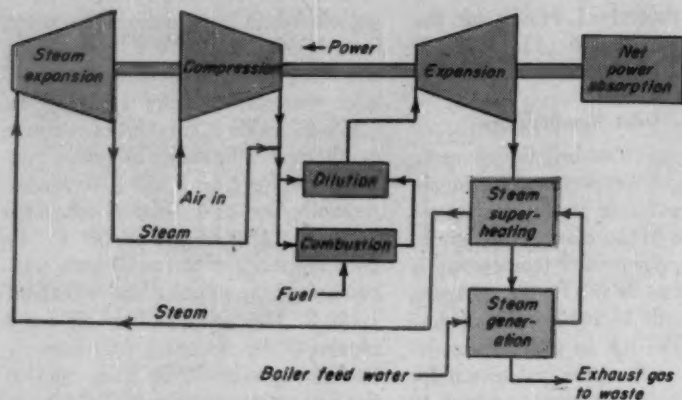 Steam
expansion
Compression
← Power
Expansion
Net
power
absorption
Air in
Steam
Dilution
Combustion
Fuel
Steam
super-
heating
Steam
Steam
gener-
ation
Boiler feed water
Exhaust gas
to waste